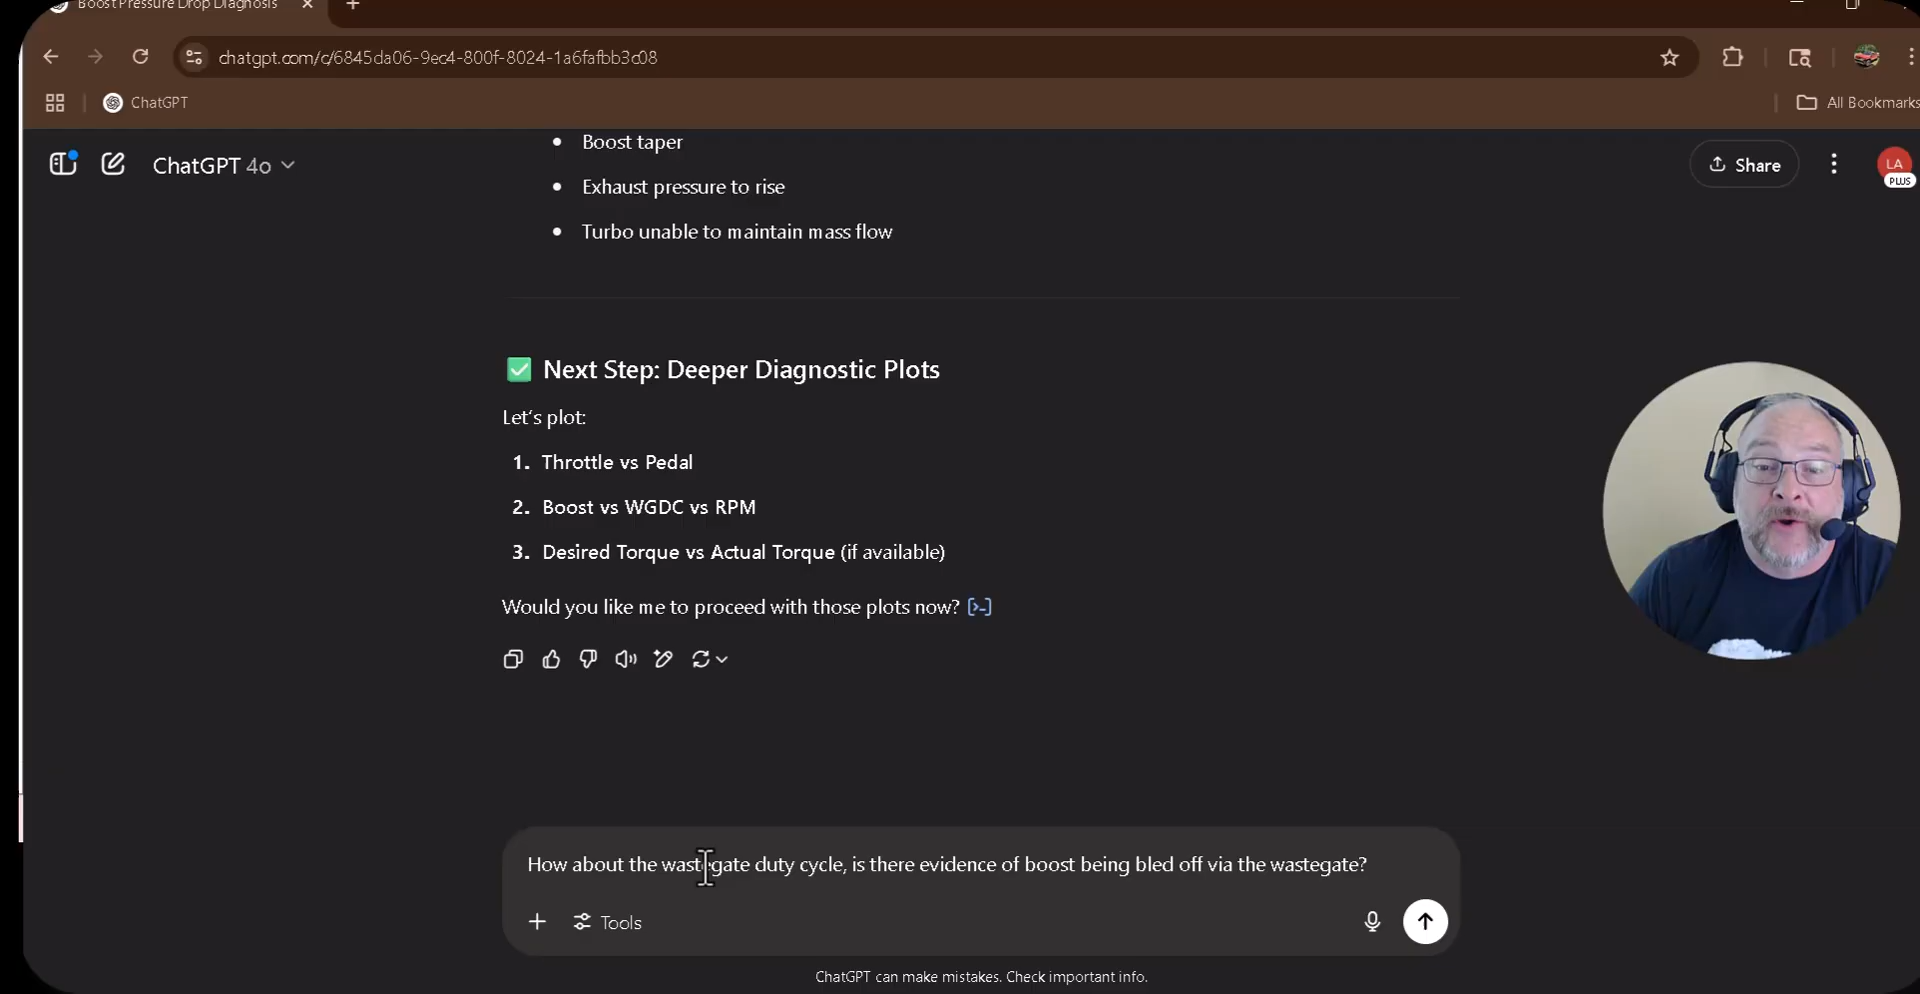 Boost Pressure Drop Diagnosis
chatgpt.com/c/6845da06-9ec4-800f-8024-1a6fafbb3c08
ChatGPT
All Bookmarks
ChatGPT 4o
Share
LA
PLUS
• Boost taper
• Exhaust pressure to rise
• Turbo unable to maintain mass flow
✅ Next Step: Deeper Diagnostic Plots
Let's plot:
1. Throttle vs Pedal
2. Boost vs WGDC vs RPM
3. Desired Torque vs Actual Torque (if available)
Would you like me to proceed with those plots now? [>-]
How about the wastegate duty cycle, is there evidence of boost being bled off via the wastegate?
Tools
ChatGPT can make mistakes. Check important info.